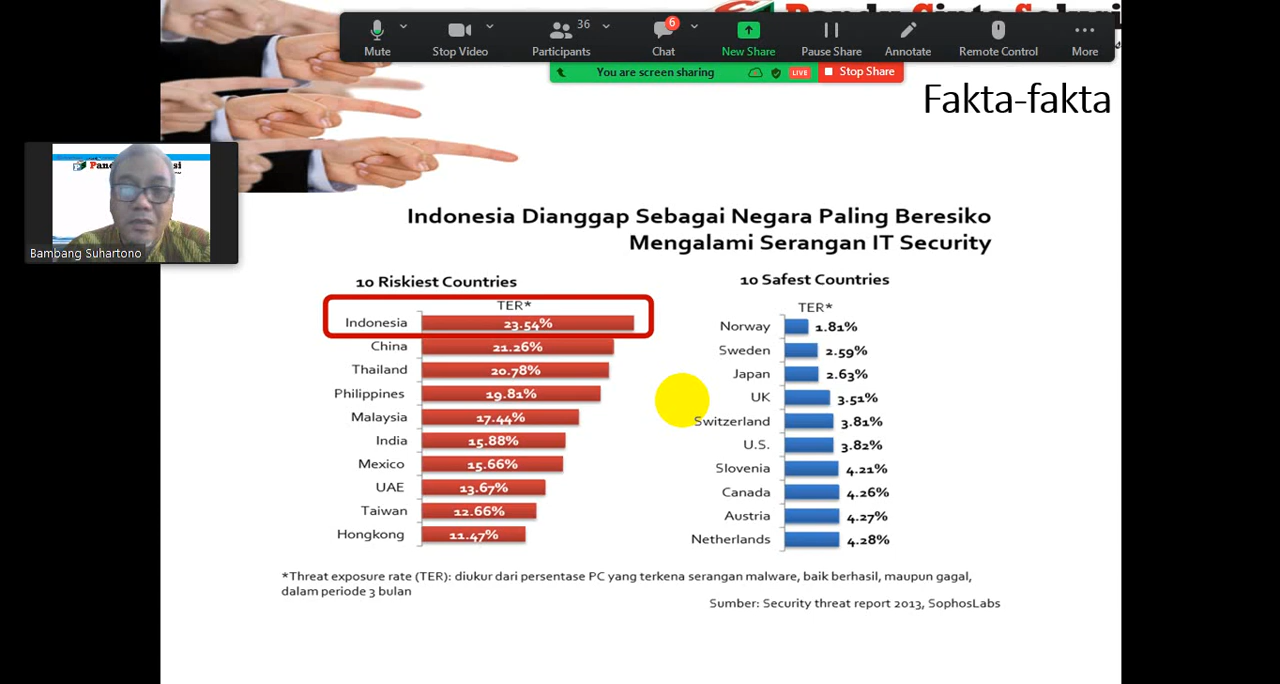 Mute
Stop Video
Participants
36
Chat
6
New Share
Pause Share
Annotate
Remote Control
More
You are screen sharing
LIVE
Stop Share
Fakta-fakta
Bambang Suhartono
Indonesia Dianggap Sebagai Negara Paling Beresiko
Mengalami Serangan IT Security
10 Riskiest Countries
TER*
Indonesia 23.54%
China 21.26%
Thailand 20.78%
Philippines 19.81%
Malaysia 17.44%
India 15.88%
Mexico 15.66%
UAE 13.67%
Taiwan 12.66%
Hongkong 11.47%
10 Safest Countries
TER*
Norway 1.81%
Sweden 2.59%
Japan 2.63%
UK 3.51%
Switzerland 3.81%
U.S. 3.82%
Slovenia 4.21%
Canada 4.26%
Austria 4.27%
Netherlands 4.28%
*Threat exposure rate (TER): diukur dari persentase PC yang terkena serangan malware, baik berhasil, maupun gagal,
dalam periode 3 bulan
Sumber: Security threat report 2013, SophosLabs